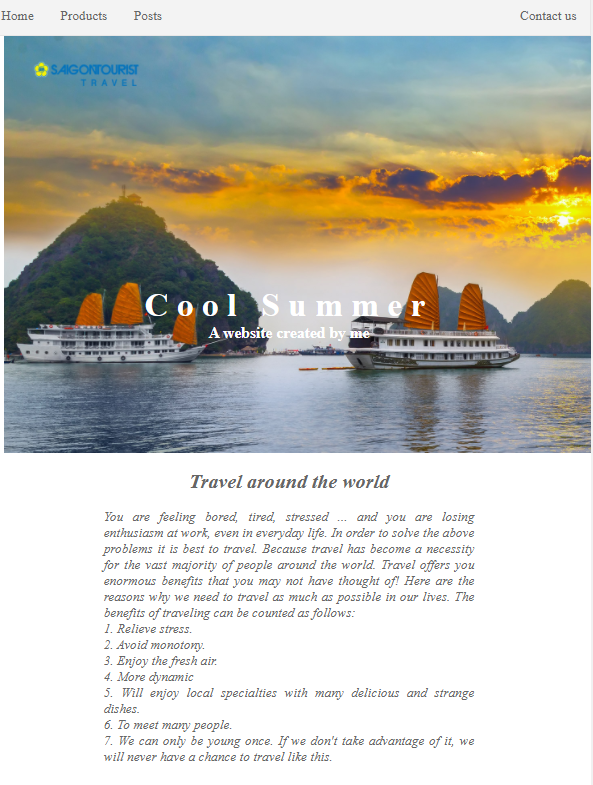 Home Products Posts Contact us
SAIGONTOURIST
TRAVEL
Cool Summer
A website created by me
Travel around the world
You are feeling bored, tired, stressed ... and you are losing
enthusiasm at work, even in everyday life. In order to solve the above
problems it is best to travel. Because travel has become a necessity
for the vast majority of people around the world. Travel offers you
enormous benefits that you may not have thought of! Here are the
reasons why we need to travel as much as possible in our lives. The
benefits of traveling can be counted as follows:
1. Relieve stress.
2. Avoid monotony.
3. Enjoy the fresh air.
4. More dynamic
5. Will enjoy local specialties with many delicious and strange
dishes.
6. To meet many people.
7. We can only be young once. If we don't take advantage of it, we
will never have a chance to travel like this.